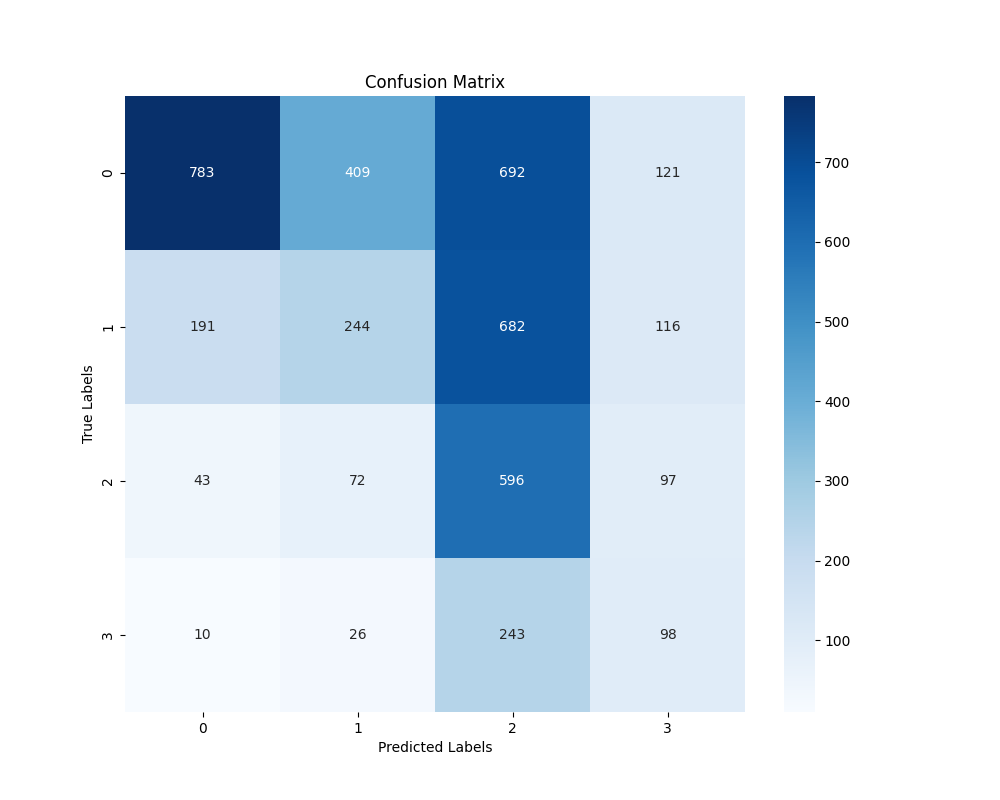 Confusion Matrix
0 783 409 692 121
1 191 244 682 116
2 43 72 596 97
3 10 26 243 98
0 1 2 3
Predicted Labels
True Labels
700
600
500
400
300
200
100